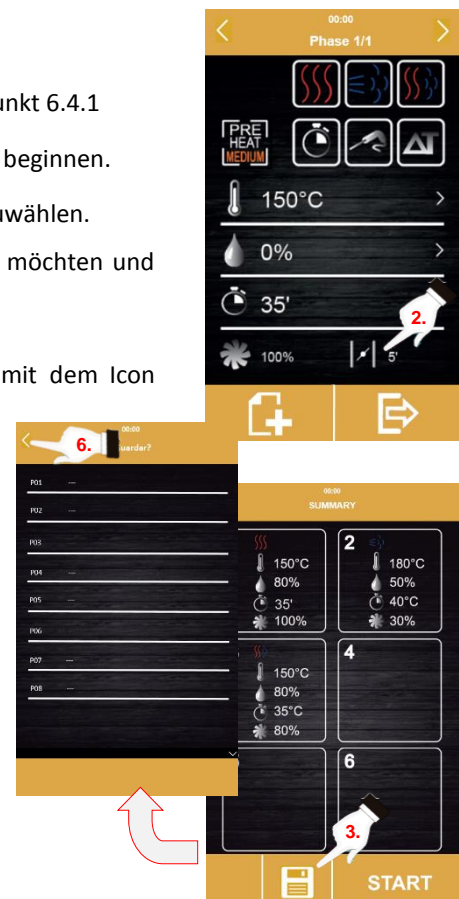 unkt 6.4.1
beginnen.
uwählen.
möchten und
mit dem Icon
00:00
Phase 1/1
PRE
HEAT
MEDIUM
ΔT
150°C
0%
35'
2.
100%
5'
00:00
6.
uardar?
P01 ---
P02 ---
P03
P04 ---
P05 ---
P06
P07 ---
P08 ---
00:00
SUMMARY
150°C
80%
35'
100%
2
180°C
50%
40°C
30%
150°C
80%
35°C
80%
4
6
3.
START